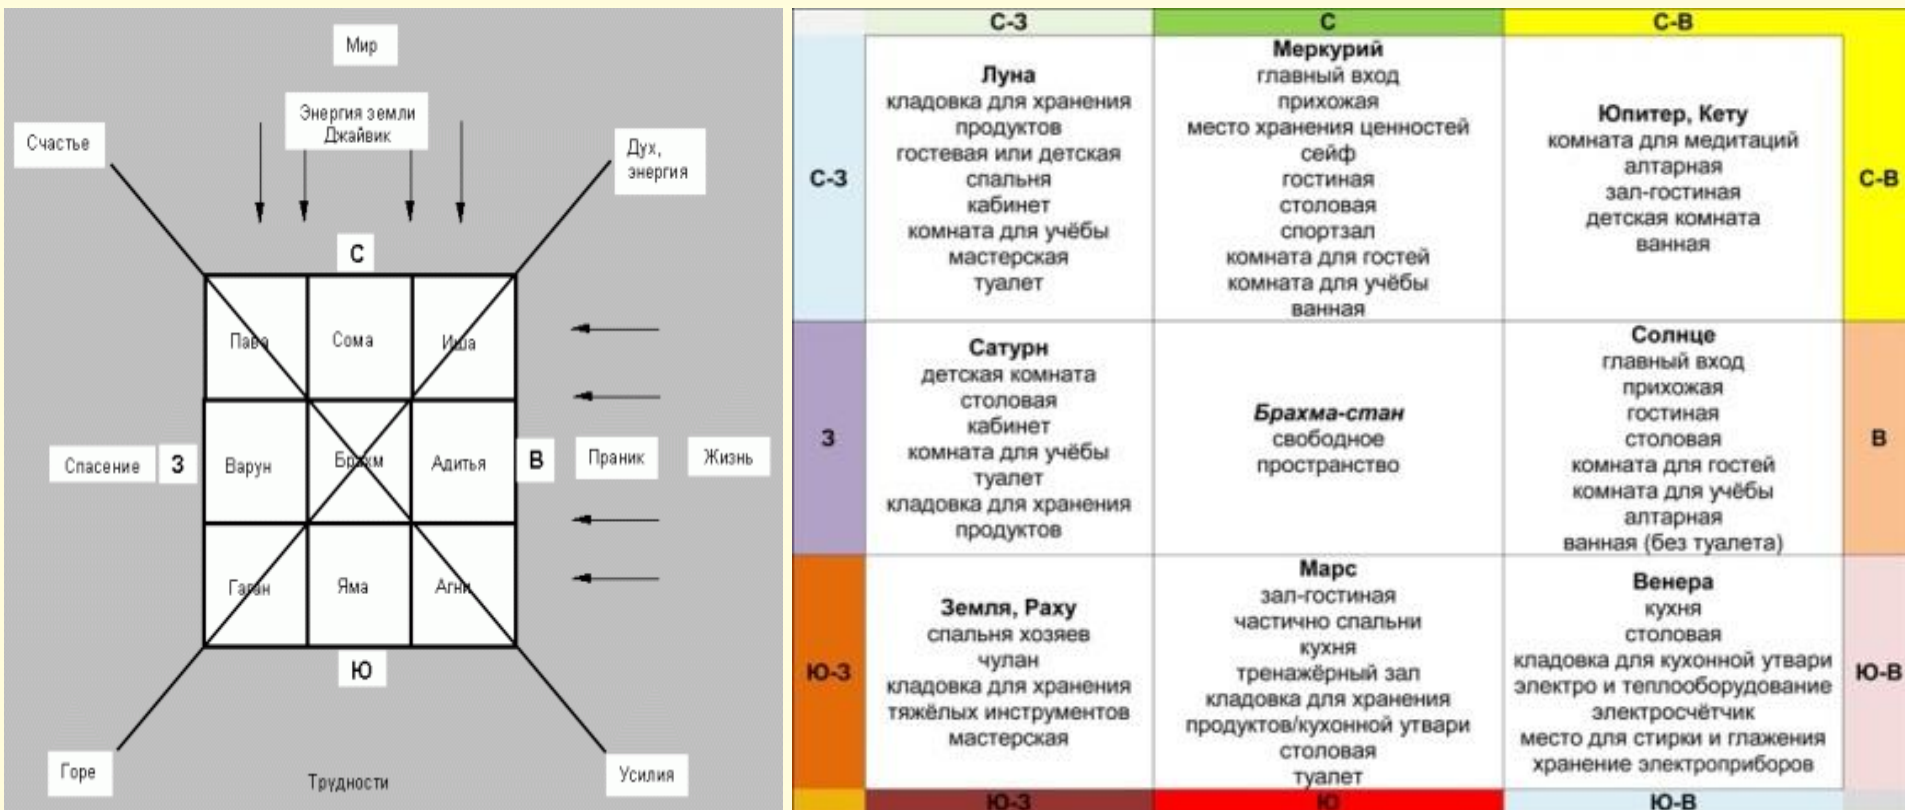 Мир
Энергия земли
Джайвик
Счастье
Дух,
энергия
С
Сома
Иша
Спасение
З
Варун
Брахм
Адитья
В
Праник
Жизнь
Яма
Агни
Ю
Горе
Трудности
Усилия
С-З
С
С-В
С-З
Луна
кладовка для хранения
продуктов
гостевая или детская
спальня
кабинет
комната для учёбы
мастерская
туалет
Меркурий
главный вход
прихожая
место хранения ценностей
сейф
гостиная
столовая
спортзал
комната для гостей
комната для учёбы
ванная
Юпитер, Кету
комната для медитаций
алтарная
зал-гостиная
детская комната
ванная
С-В
З
Сатурн
детская комната
столовая
кабинет
комната для учёбы
туалет
кладовка для хранения
продуктов
Брахма-стан
свободное
пространство
Солнце
главный вход
прихожая
гостиная
столовая
комната для гостей
комната для учёбы
алтарная
ванная (без туалета)
В
Ю-З
Земля, Раху
спальня хозяев
чулан
кладовка для хранения
тяжёлых инструментов
мастерская
Марс
зал-гостиная
частично спальни
кухня
тренажёрный зал
кладовка для хранения
продуктов/кухонной утвари
столовая
туалет
Венера
кухня
столовая
кладовка для кухонной утвари
электро и теплооборудование
электросчётчик
место для стирки и глажения
хранение электроприборов
Ю-В
Ю-З
Ю
Ю-В